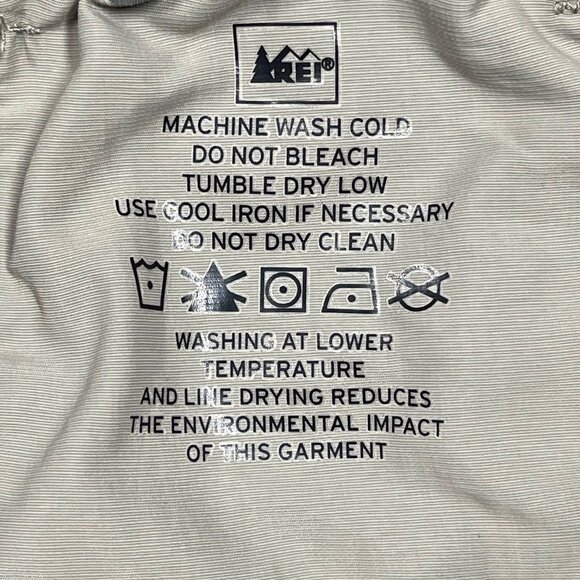 REI®
MACHINE WASH COLD
DO NOT BLEACH
TUMBLE DRY LOW
USE COOL IRON IF NECESSARY
DO NOT DRY CLEAN
WASHING AT LOWER
TEMPERATURE
AND LINE DRYING REDUCES
THE ENVIRONMENTAL IMPACT
OF THIS GARMENT